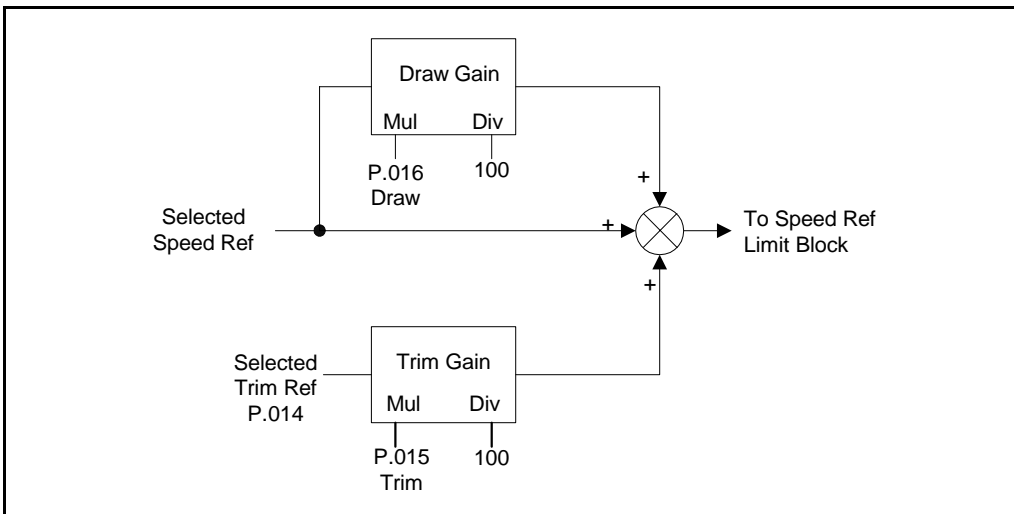 Draw Gain
Mul Div
P.016 100
Draw
+
Selected
Speed Ref
+
To Speed Ref
Limit Block
+
Selected
Trim Ref
P.014
Trim Gain
Mul Div
P.015 100
Trim